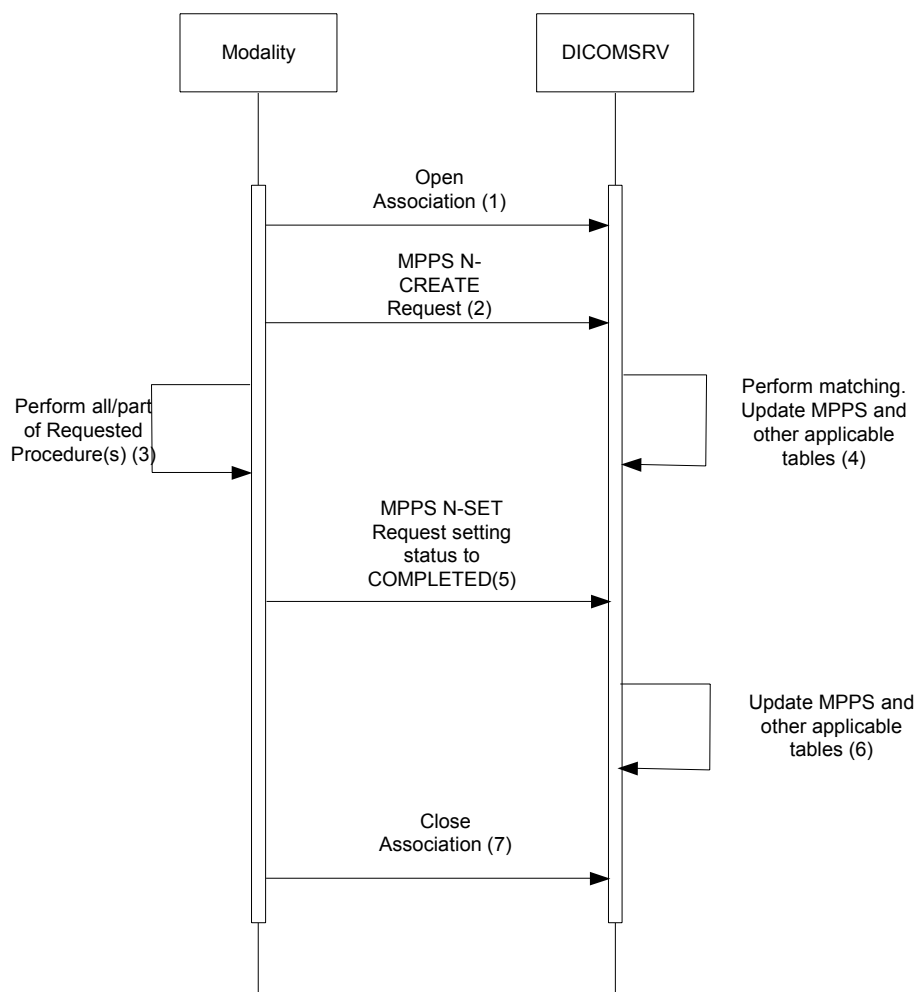 Modality
DICOMSRV
Open
Association (1)
MPPS N-
CREATE
Request (2)
Perform all/part
of Requested
Procedure(s) (3)
Perform matching.
Update MPPS and
other applicable
tables (4)
MPPS N-SET
Request setting
status to
COMPLETED(5)
Update MPPS and
other applicable
tables (6)
Close
Association (7)